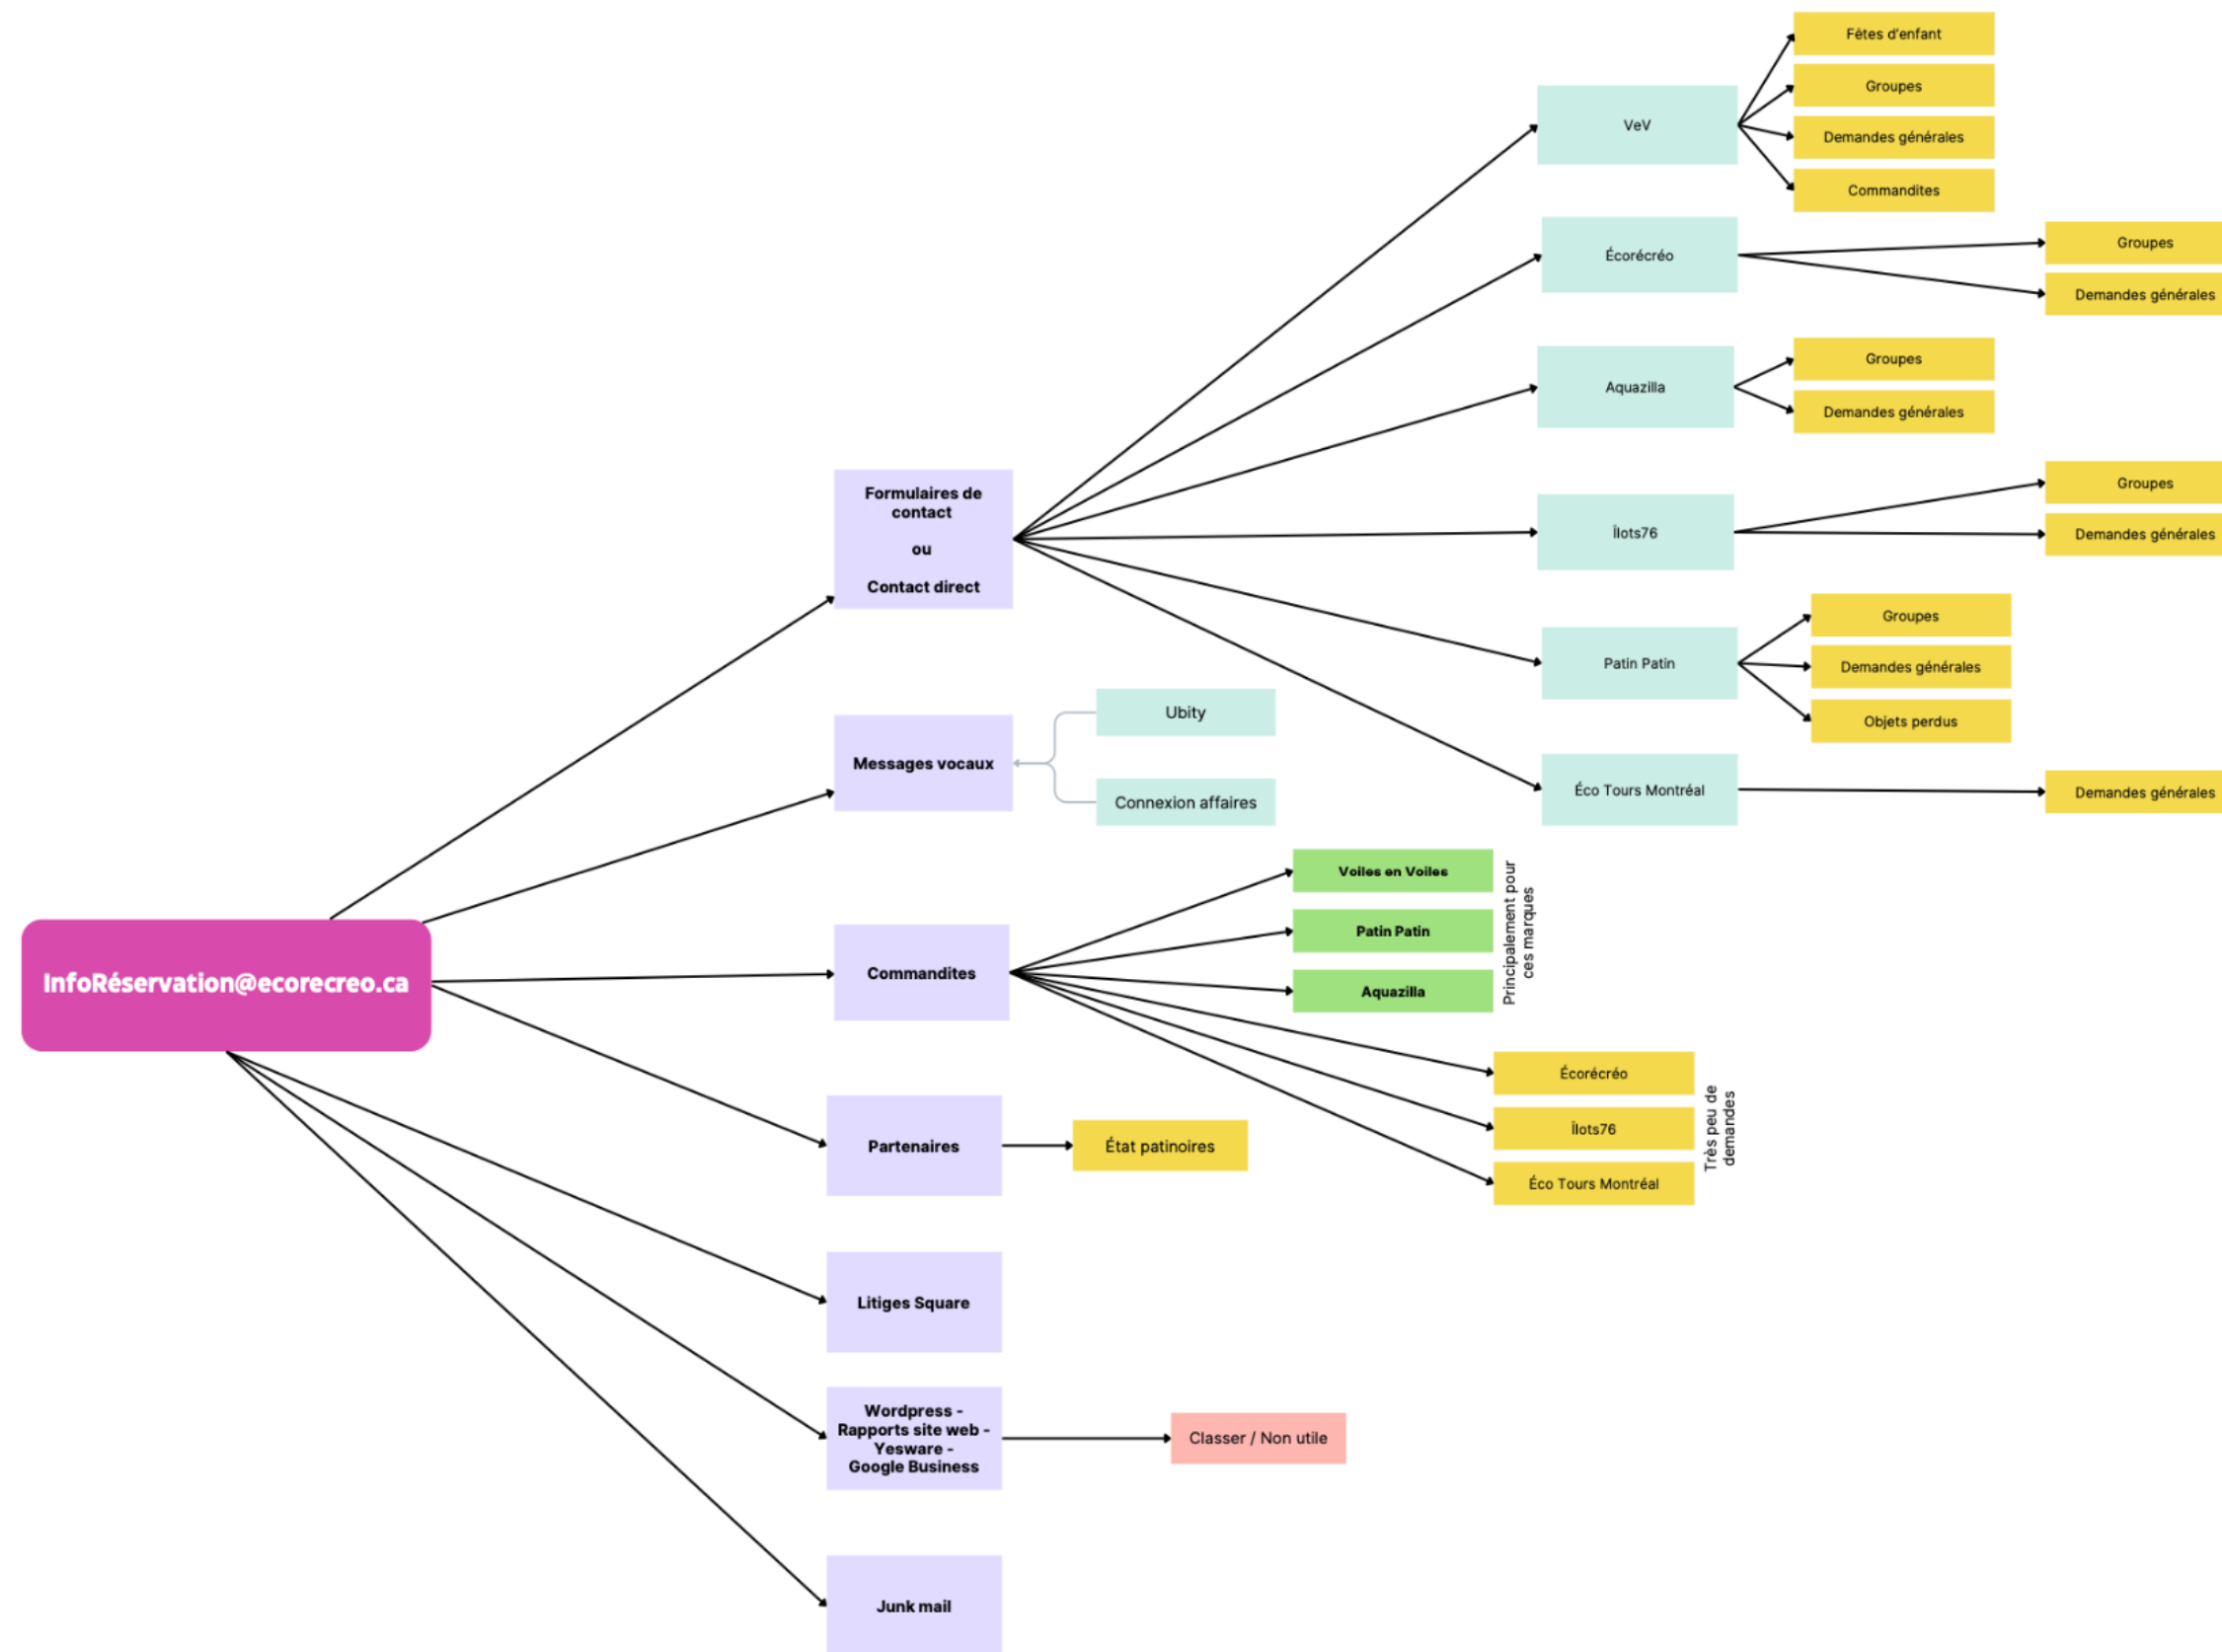 Fêtes d'enfant
Groupes
VeV
Demandes générales
Commandites
Groupes
Écorécréo
Demandes générales
Groupes
Aquazilla
Demandes générales
Formulaires de
contact
ou
Contact direct
Groupes
Îlots76
Demandes générales
Groupes
Patin Patin
Demandes générales
Objets perdus
Ubity
Messages vocaux
Connexion affaires
Éco Tours Montréal
Demandes générales
Voiles en Voiles
Patin Patin
Aquazilla
Principalement pour
ces marques
InfoRéservation@ecorecreo.ca
Commandites
Écorécréo
Îlots76
Éco Tours Montréal
Très peu de
demandes
Partenaires
État patinoires
Litiges Square
Wordpress -
Rapports site web -
Yesware -
Google Business
Classer / Non utile
Junk mail